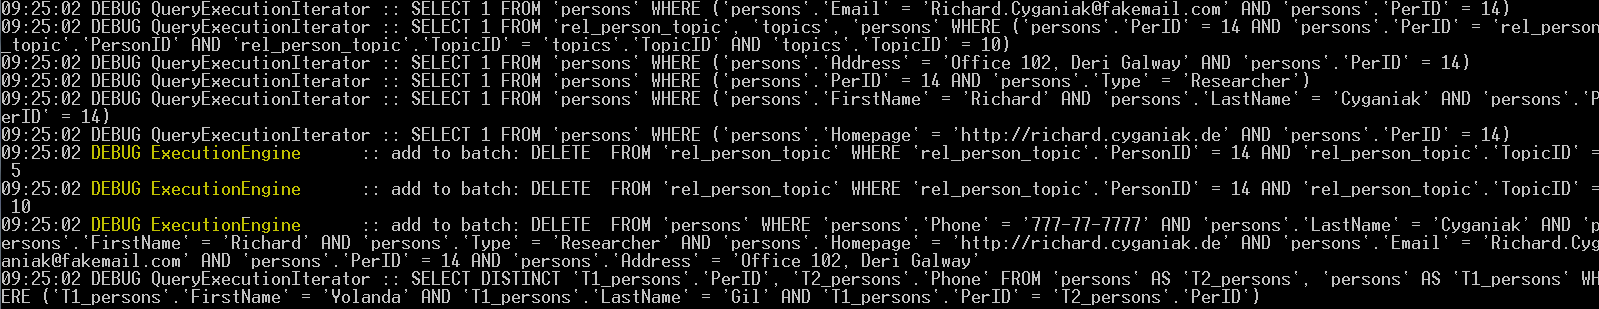 09:25:02 DEBUG QueryExecutionIterator :: SELECT 1 FROM `persons` WHERE (`persons`.`Email` = 'Richard.Cyganiak@fakemail.com' AND `persons`.`PerID` = 14)
09:25:02 DEBUG QueryExecutionIterator :: SELECT 1 FROM `rel_person_topic`, `topics`, `persons` WHERE (`persons`.`PerID` = 14 AND `persons`.`PerID` = `rel_person
_topic`.`PersonID` AND `rel_person_topic`.`TopicID` = `topics`.`TopicID` AND `topics`.`TopicID` = 10)
09:25:02 DEBUG QueryExecutionIterator :: SELECT 1 FROM `persons` WHERE (`persons`.`Address` = 'Office 102, Deri Galway' AND `persons`.`PerID` = 14)
09:25:02 DEBUG QueryExecutionIterator :: SELECT 1 FROM `persons` WHERE (`persons`.`PerID` = 14 AND `persons`.`Type` = 'Researcher')
09:25:02 DEBUG QueryExecutionIterator :: SELECT 1 FROM `persons` WHERE (`persons`.`FirstName` = 'Richard' AND `persons`.`LastName` = 'Cyganiak' AND `persons`.`P
erID` = 14)
09:25:02 DEBUG QueryExecutionIterator :: SELECT 1 FROM `persons` WHERE (`persons`.`Homepage` = 'http://richard.cyganiak.de' AND `persons`.`PerID` = 14)
09:25:02 DEBUG ExecutionEngine :: add to batch: DELETE FROM `rel_person_topic` WHERE `rel_person_topic`.`PersonID` = 14 AND `rel_person_topic`.`TopicID` =
5
09:25:02 DEBUG ExecutionEngine :: add to batch: DELETE FROM `rel_person_topic` WHERE `rel_person_topic`.`PersonID` = 14 AND `rel_person_topic`.`TopicID` =
10
09:25:02 DEBUG ExecutionEngine :: add to batch: DELETE FROM `persons` WHERE `persons`.`Phone` = '777-77-7777' AND `persons`.`LastName` = 'Cyganiak' AND `p
ersons`.`FirstName` = 'Richard' AND `persons`.`Type` = 'Researcher' AND `persons`.`Homepage` = 'http://richard.cyganiak.de' AND `persons`.`Email` = 'Richard.Cyg
aniak@fakemail.com' AND `persons`.`PerID` = 14 AND `persons`.`Address` = 'Office 102, Deri Galway'
09:25:02 DEBUG QueryExecutionIterator :: SELECT DISTINCT `T1_persons`.`PerID`, `T2_persons`.`Phone` FROM `persons` AS `T2_persons`, `persons` AS `T1_persons` WH
ERE (`T1_persons`.`FirstName` = 'Yolanda' AND `T1_persons`.`LastName` = 'Gil' AND `T1_persons`.`PerID` = `T2_persons`.`PerID`)